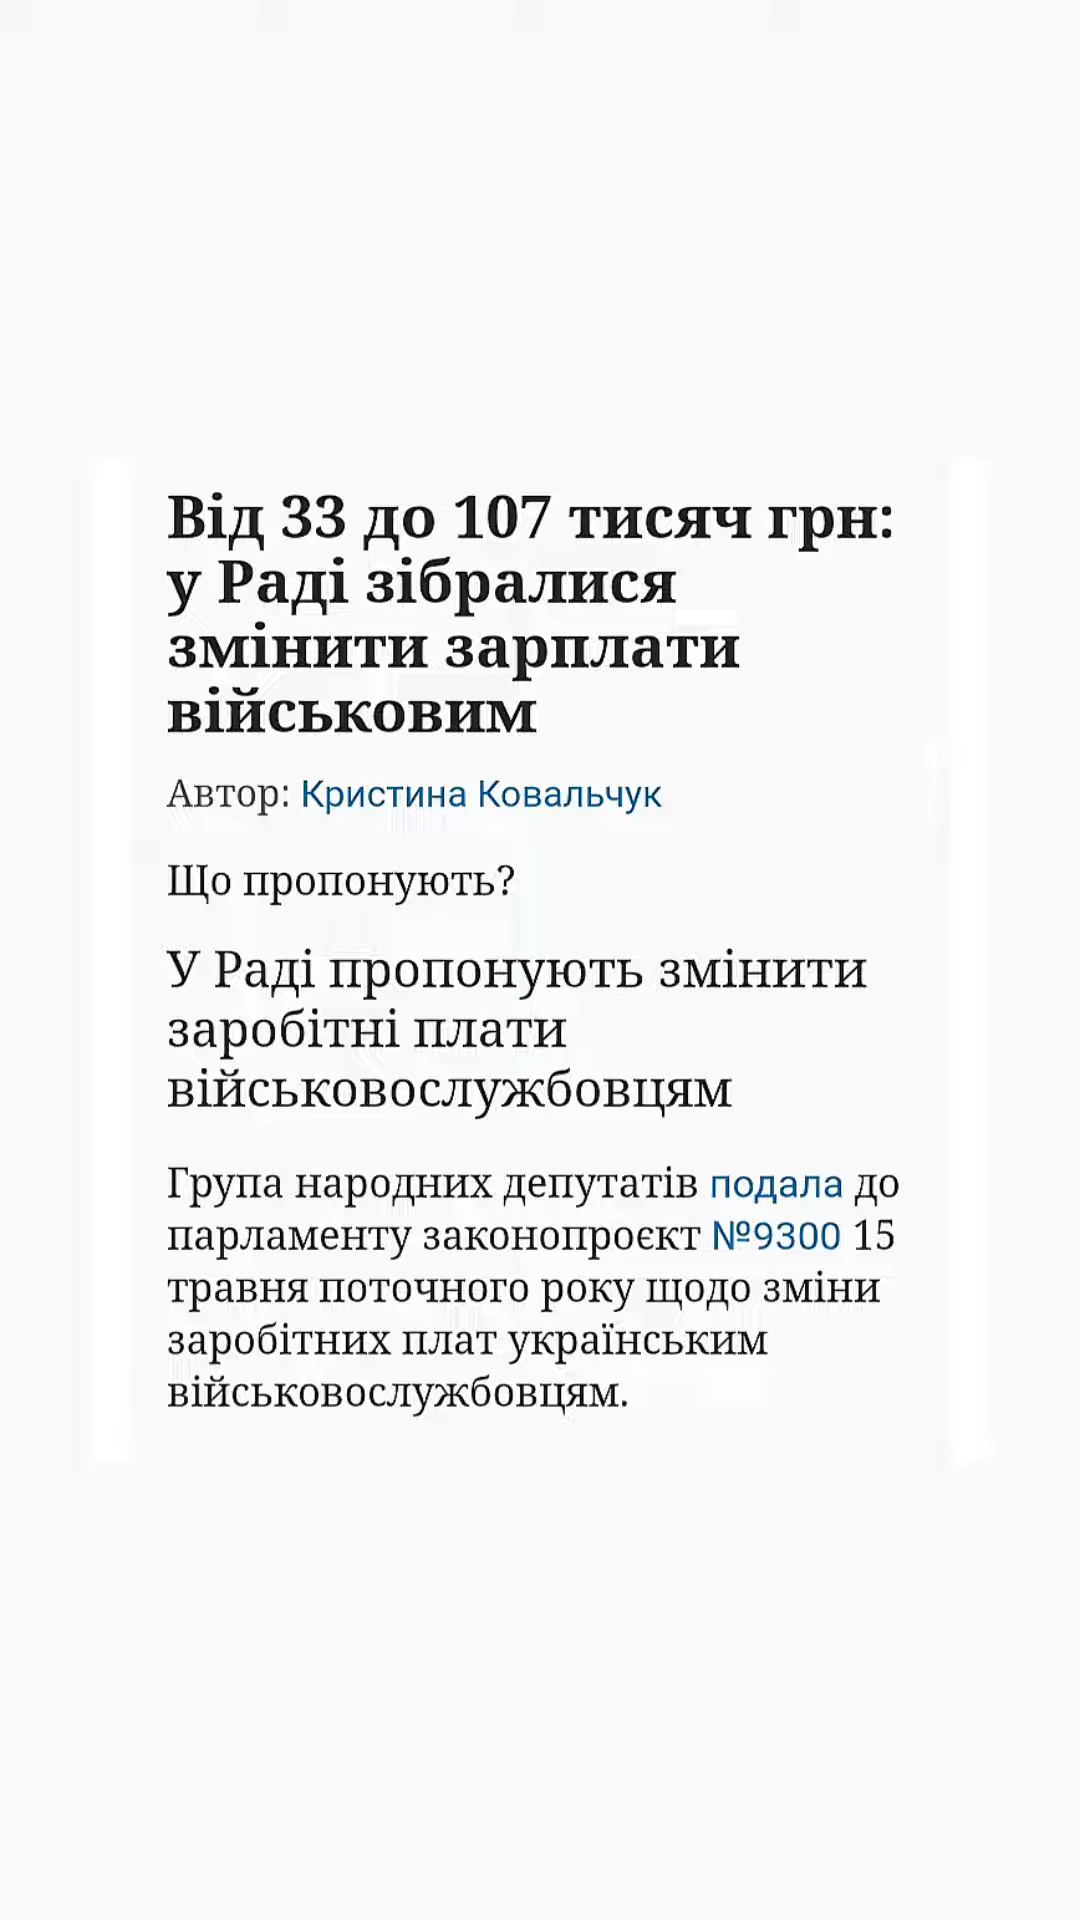 Від 33 до 107 тисяч грн:
у Раді зібралися
змінити зарплати
військовим
Автор: Кристина Ковальчук
Що пропонують?
У Раді пропонують змінити
заробітні плати
військовослужбовцям
Група народних депутатів подала до
парламенту законопроєкт №9300 15
травня поточного року щодо зміни
заробітних плат українським
військовослужбовцям.